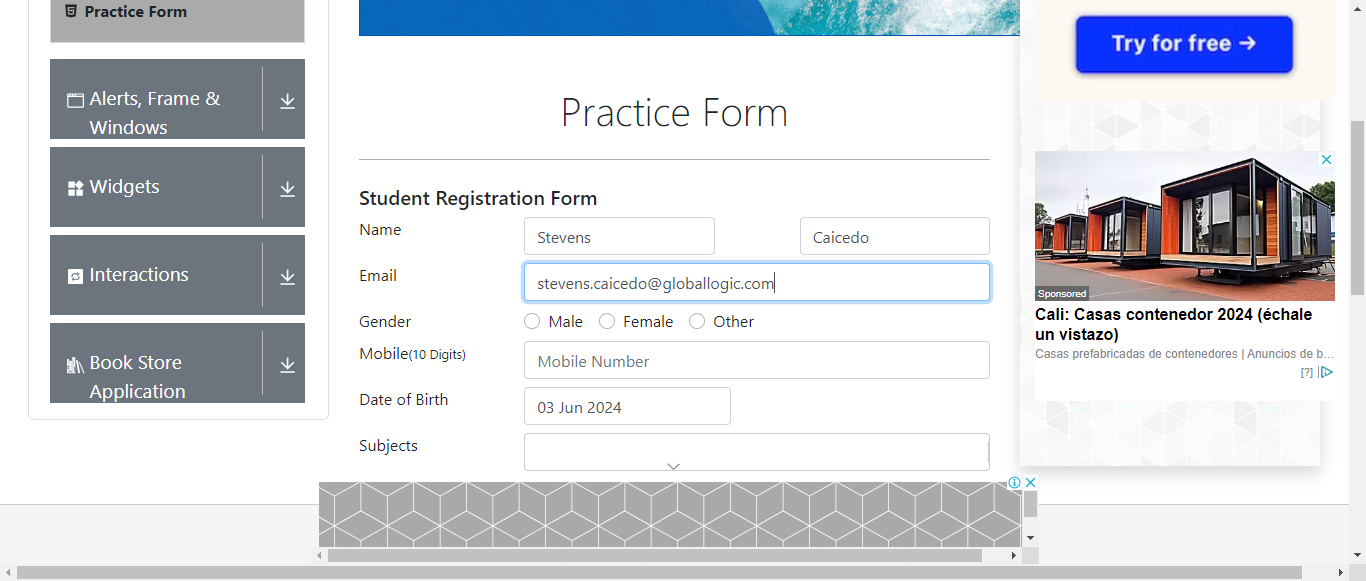 Practice Form
Alerts, Frame &
Windows
Widgets
Interactions
Book Store
Application
Practice Form
Student Registration Form
Name
Stevens
Caicedo
Email
stevens.caicedo@globallogic.com
Gender
Male
Female
Other
Mobile(10 Digits)
Mobile Number
Date of Birth
03 Jun 2024
Subjects
Try for free →
Sponsored
Cali: Casas contenedor 2024 (échale
un vistazo)
Casas prefabricadas de contenedores | Anuncios de b...
[?]